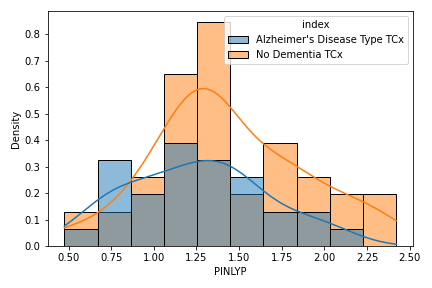 index
Alzheimer's Disease Type TCx
No Dementia TCx
Density
0.8
0.7
0.6
0.5
0.4
0.3
0.2
0.1
0.0
0.50 0.75 1.00 1.25 1.50 1.75 2.00 2.25 2.50
PINLYP